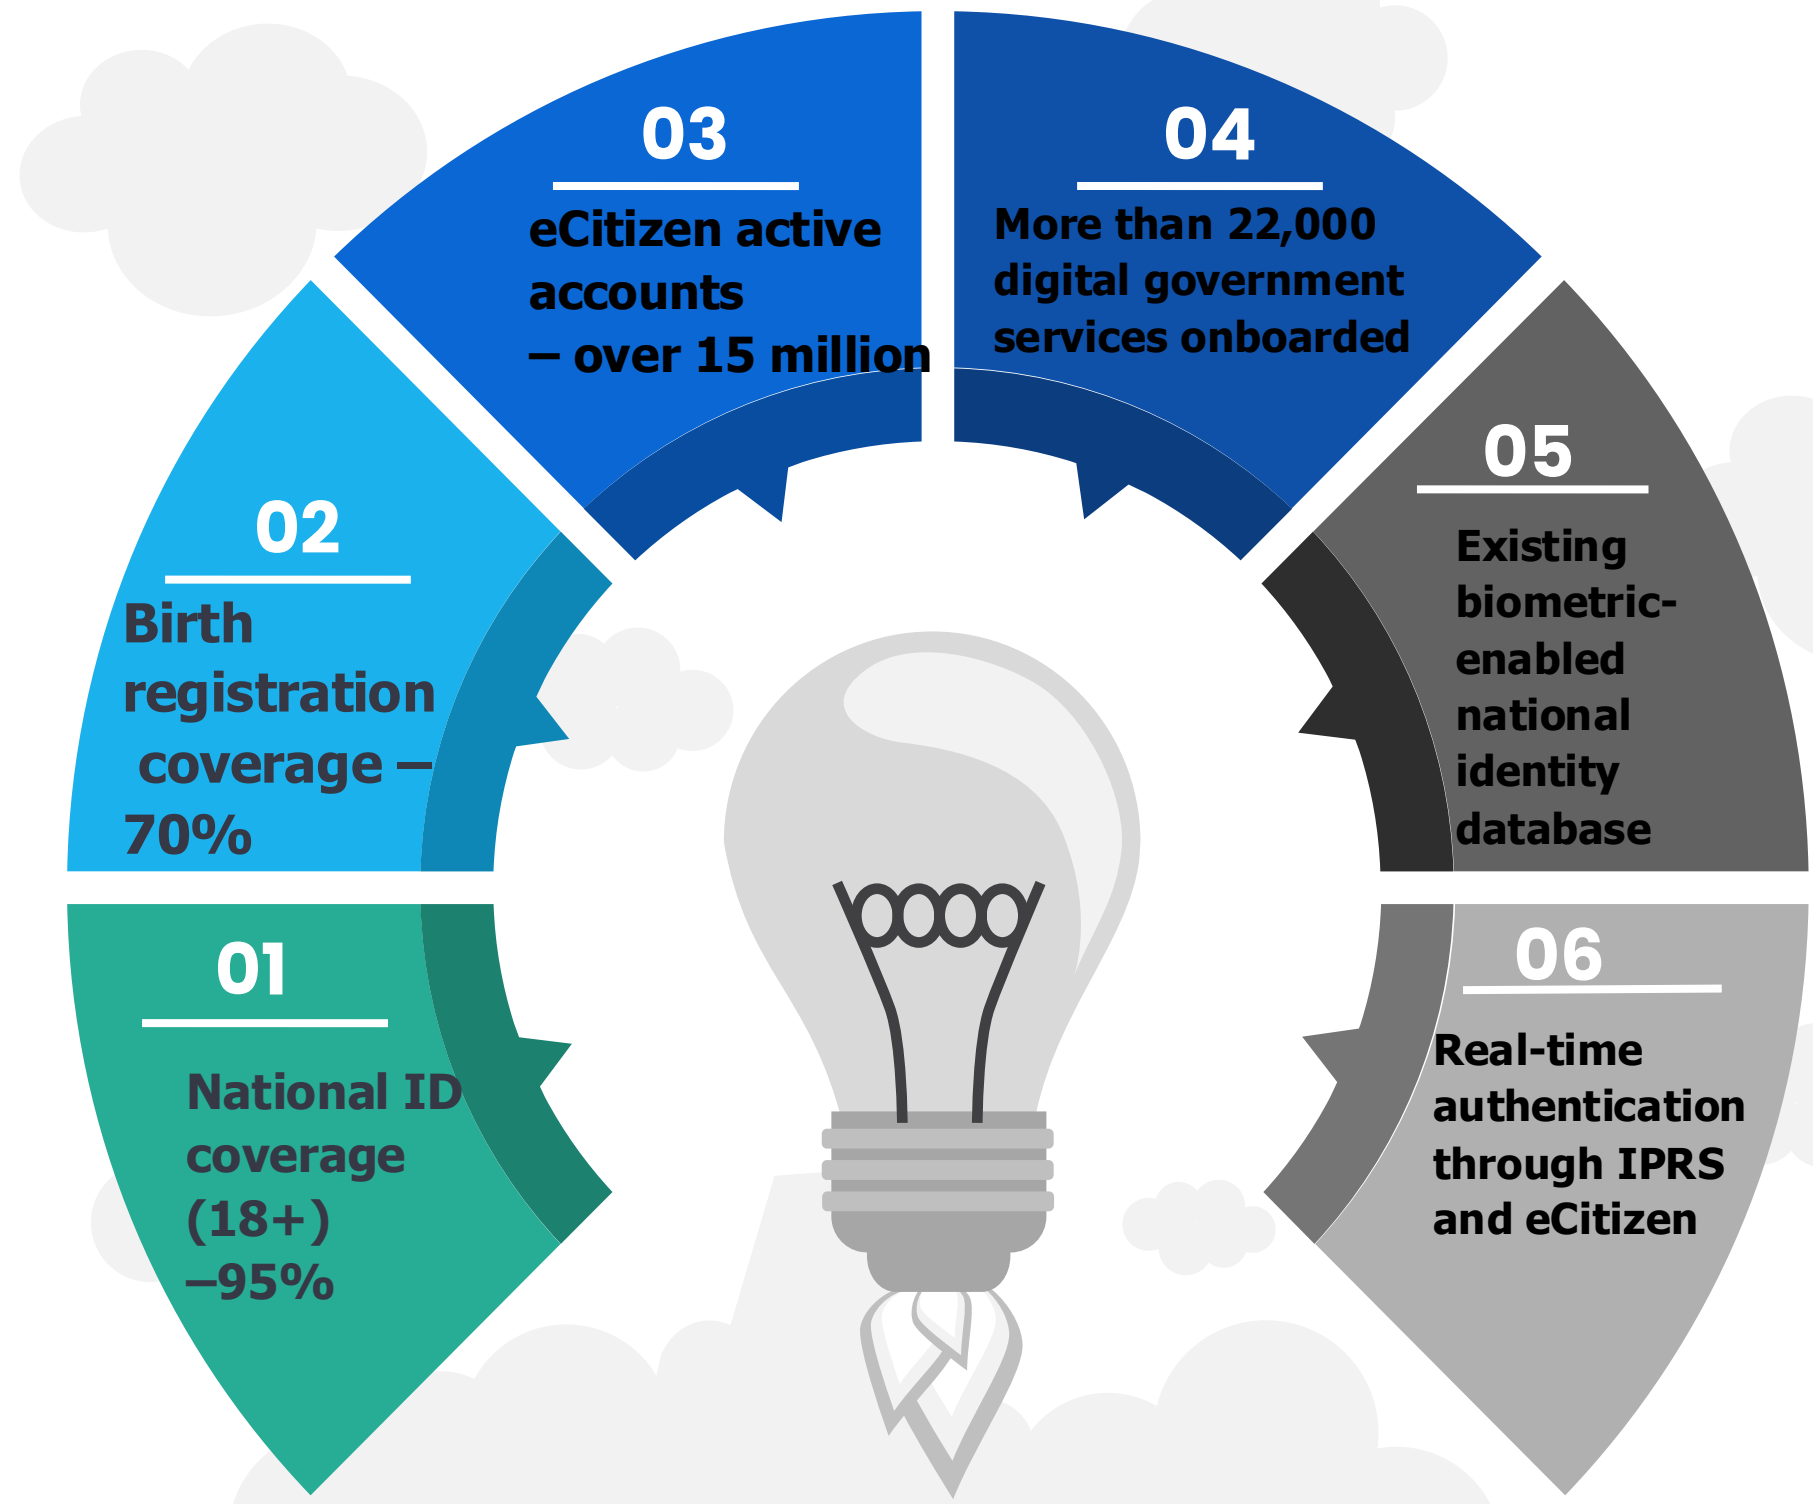 01
National ID
coverage
(18+)
–95%
02
Birth
registration
coverage –
70%
03
eCitizen active
accounts
– over 15 million
04
More than 22,000
digital government
services onboarded
05
Existing
biometric-
enabled
national
identity
database
06
Real-time
authentication
through IPRS
and eCitizen